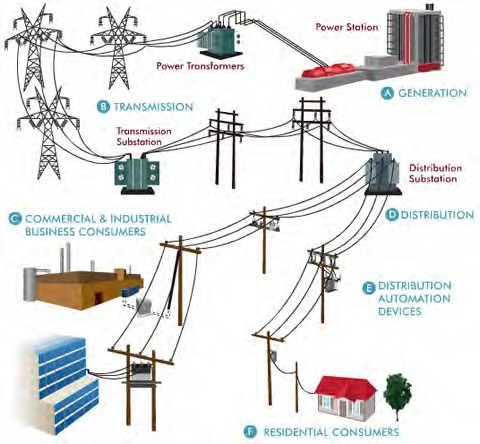 Power Station
Power Transformers
A GENERATION
B TRANSMISSION
Transmission
Substation
Distribution
Substation
C COMMERCIAL & INDUSTRIAL
BUSINESS CONSUMERS
D DISTRIBUTION
E DISTRIBUTION
AUTOMATION
DEVICES
F RESIDENTIAL CONSUMERS